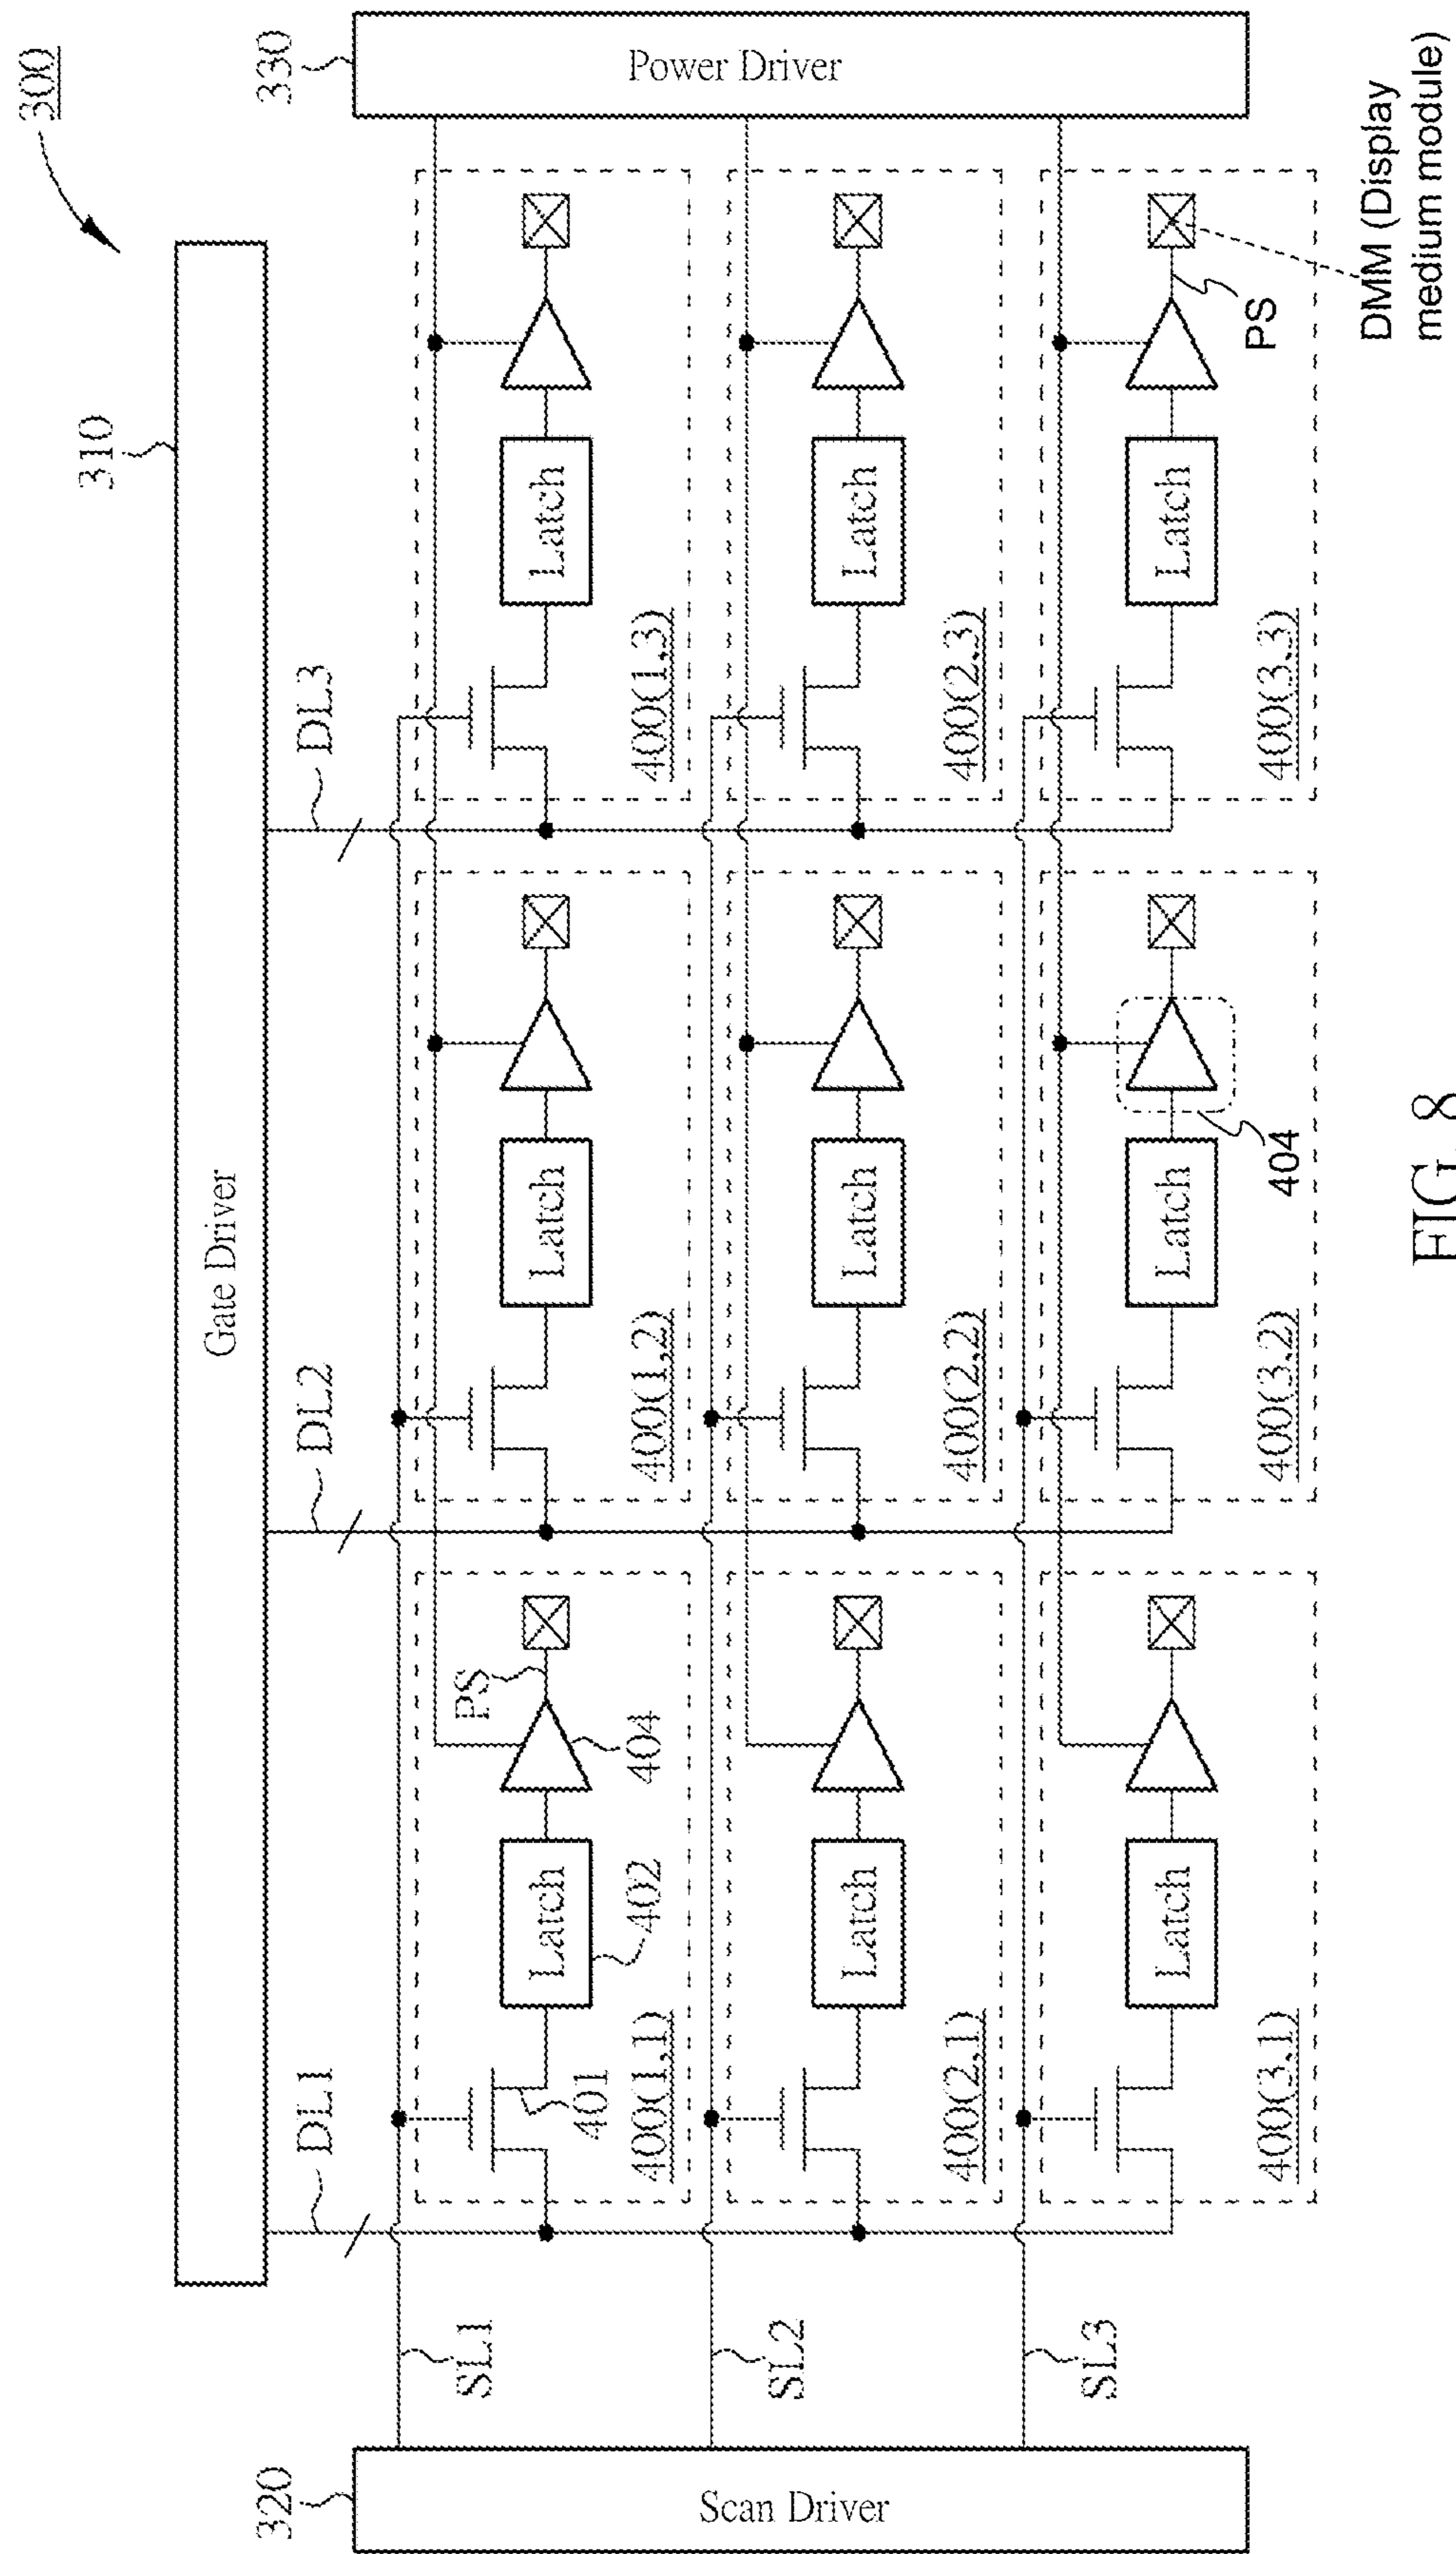 300
310
Gate Driver
DL1
DL2
DL3
320
Scan Driver
330
Power Driver
SL1
401
Latch
402
404
PS
400(1,1)
Latch
400(1,2)
Latch
400(1,3)
SL2
Latch
400(2,1)
Latch
400(2,2)
Latch
400(2,3)
SL3
Latch
400(3,1)
Latch
404
400(3,2)
Latch
PS
400(3,3)
DMM (Display
medium module)
FIG. 8